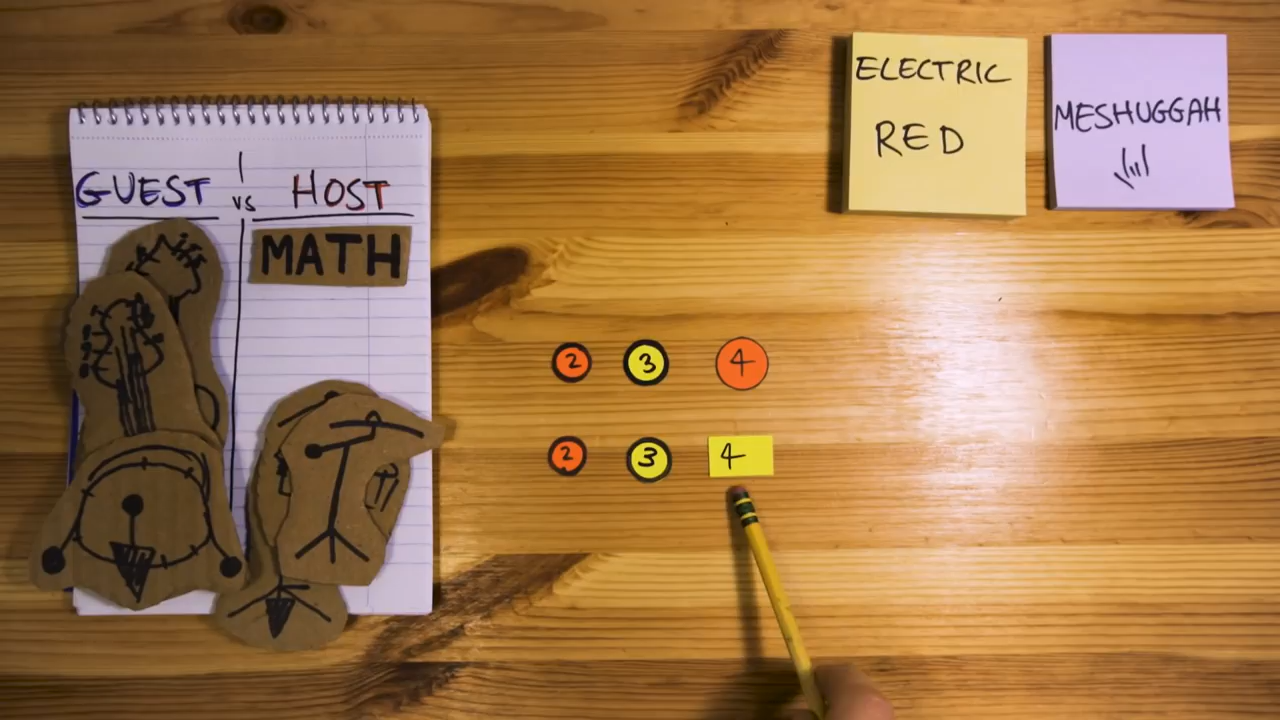 ELECTRIC
RED
MESHUGGAH
GUEST vs HOST
MATH
2 3 4
2 3 4